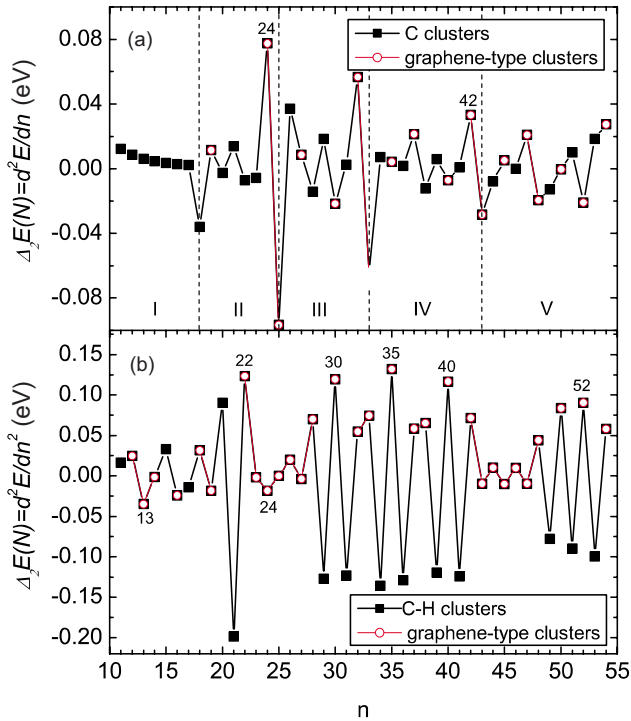 (a)
24
C clusters
graphene-type clusters
42
0.08
0.04
0.00
-0.04
-0.08
Δ₂E(N)=d²E/dn (eV)
I
II
III
IV
V
(b)
22
30
35
40
52
13
24
0.15
0.10
0.05
0.00
-0.05
-0.10
-0.15
-0.20
Δ₂E(N)=d²E/dn² (eV)
C-H clusters
graphene-type clusters
10 15 20 25 30 35 40 45 50 55
n